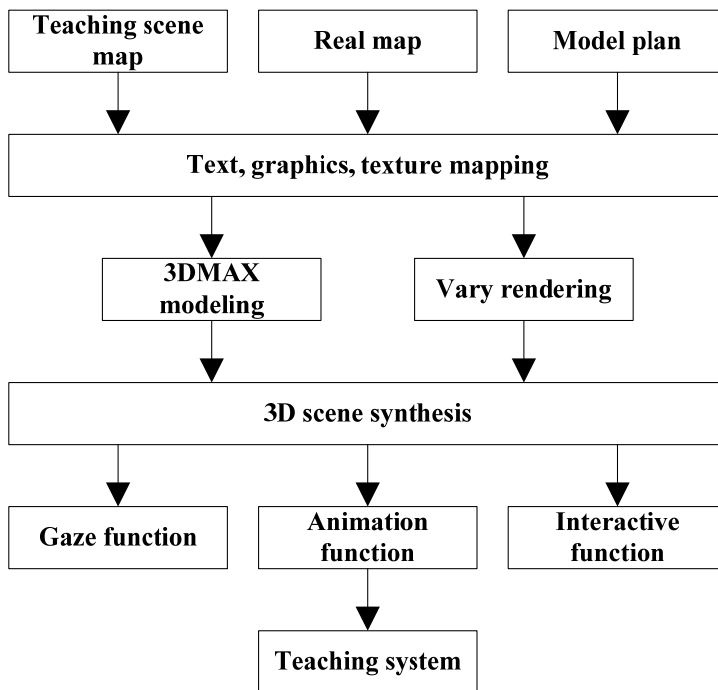 Teaching scene
map
Real map
Model plan
Text, graphics, texture mapping
3DMAX
modeling
Vary rendering
3D scene synthesis
Gaze function
Animation
function
Interactive
function
Teaching system